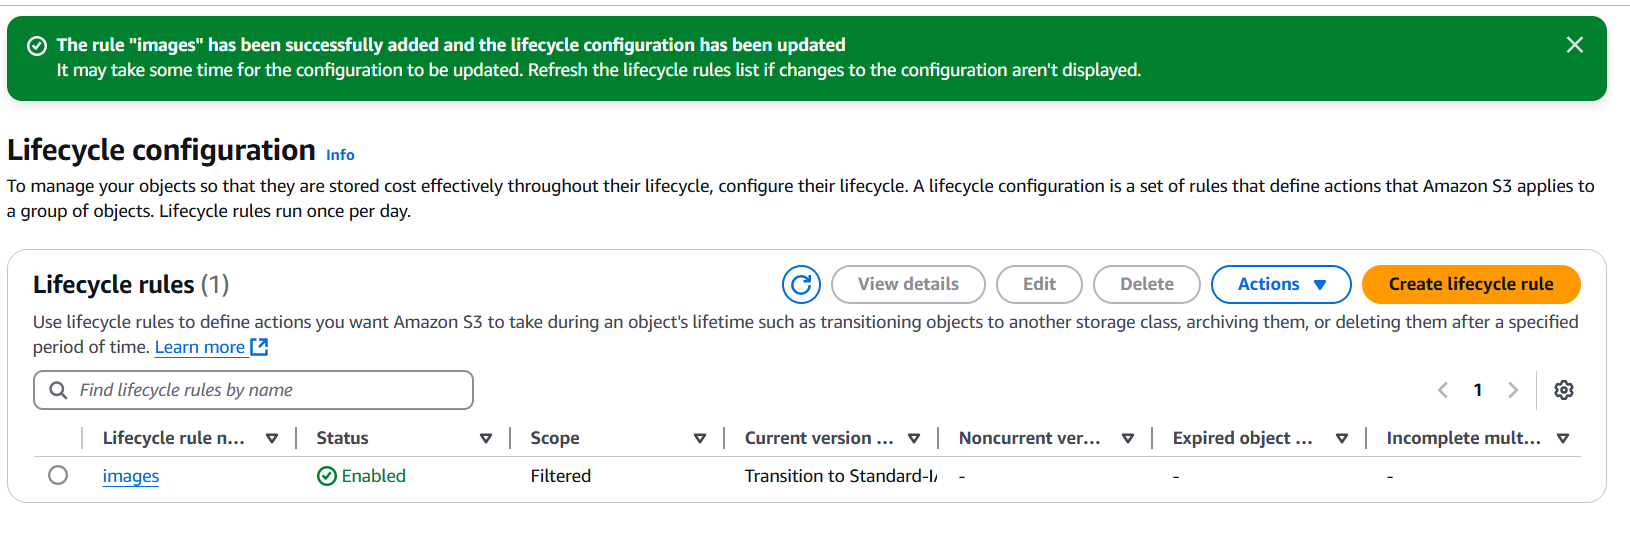 The rule "images" has been successfully added and the lifecycle configuration has been updated
It may take some time for the configuration to be updated. Refresh the lifecycle rules list if changes to the configuration aren't displayed.
Lifecycle configuration Info
To manage your objects so that they are stored cost effectively throughout their lifecycle, configure their lifecycle. A lifecycle configuration is a set of rules that define actions that Amazon S3 applies to
a group of objects. Lifecycle rules run once per day.
Lifecycle rules (1) View details Edit Delete Actions Create lifecycle rule
Use lifecycle rules to define actions you want Amazon S3 to take during an object's lifetime such as transitioning objects to another storage class, archiving them, or deleting them after a specified
period of time. Learn more
Find lifecycle rules by name 1
Lifecycle rule n... Status Scope Current version ... Noncurrent ver... Expired object ... Incomplete mult...
images Enabled Filtered Transition to Standard-IA - - -